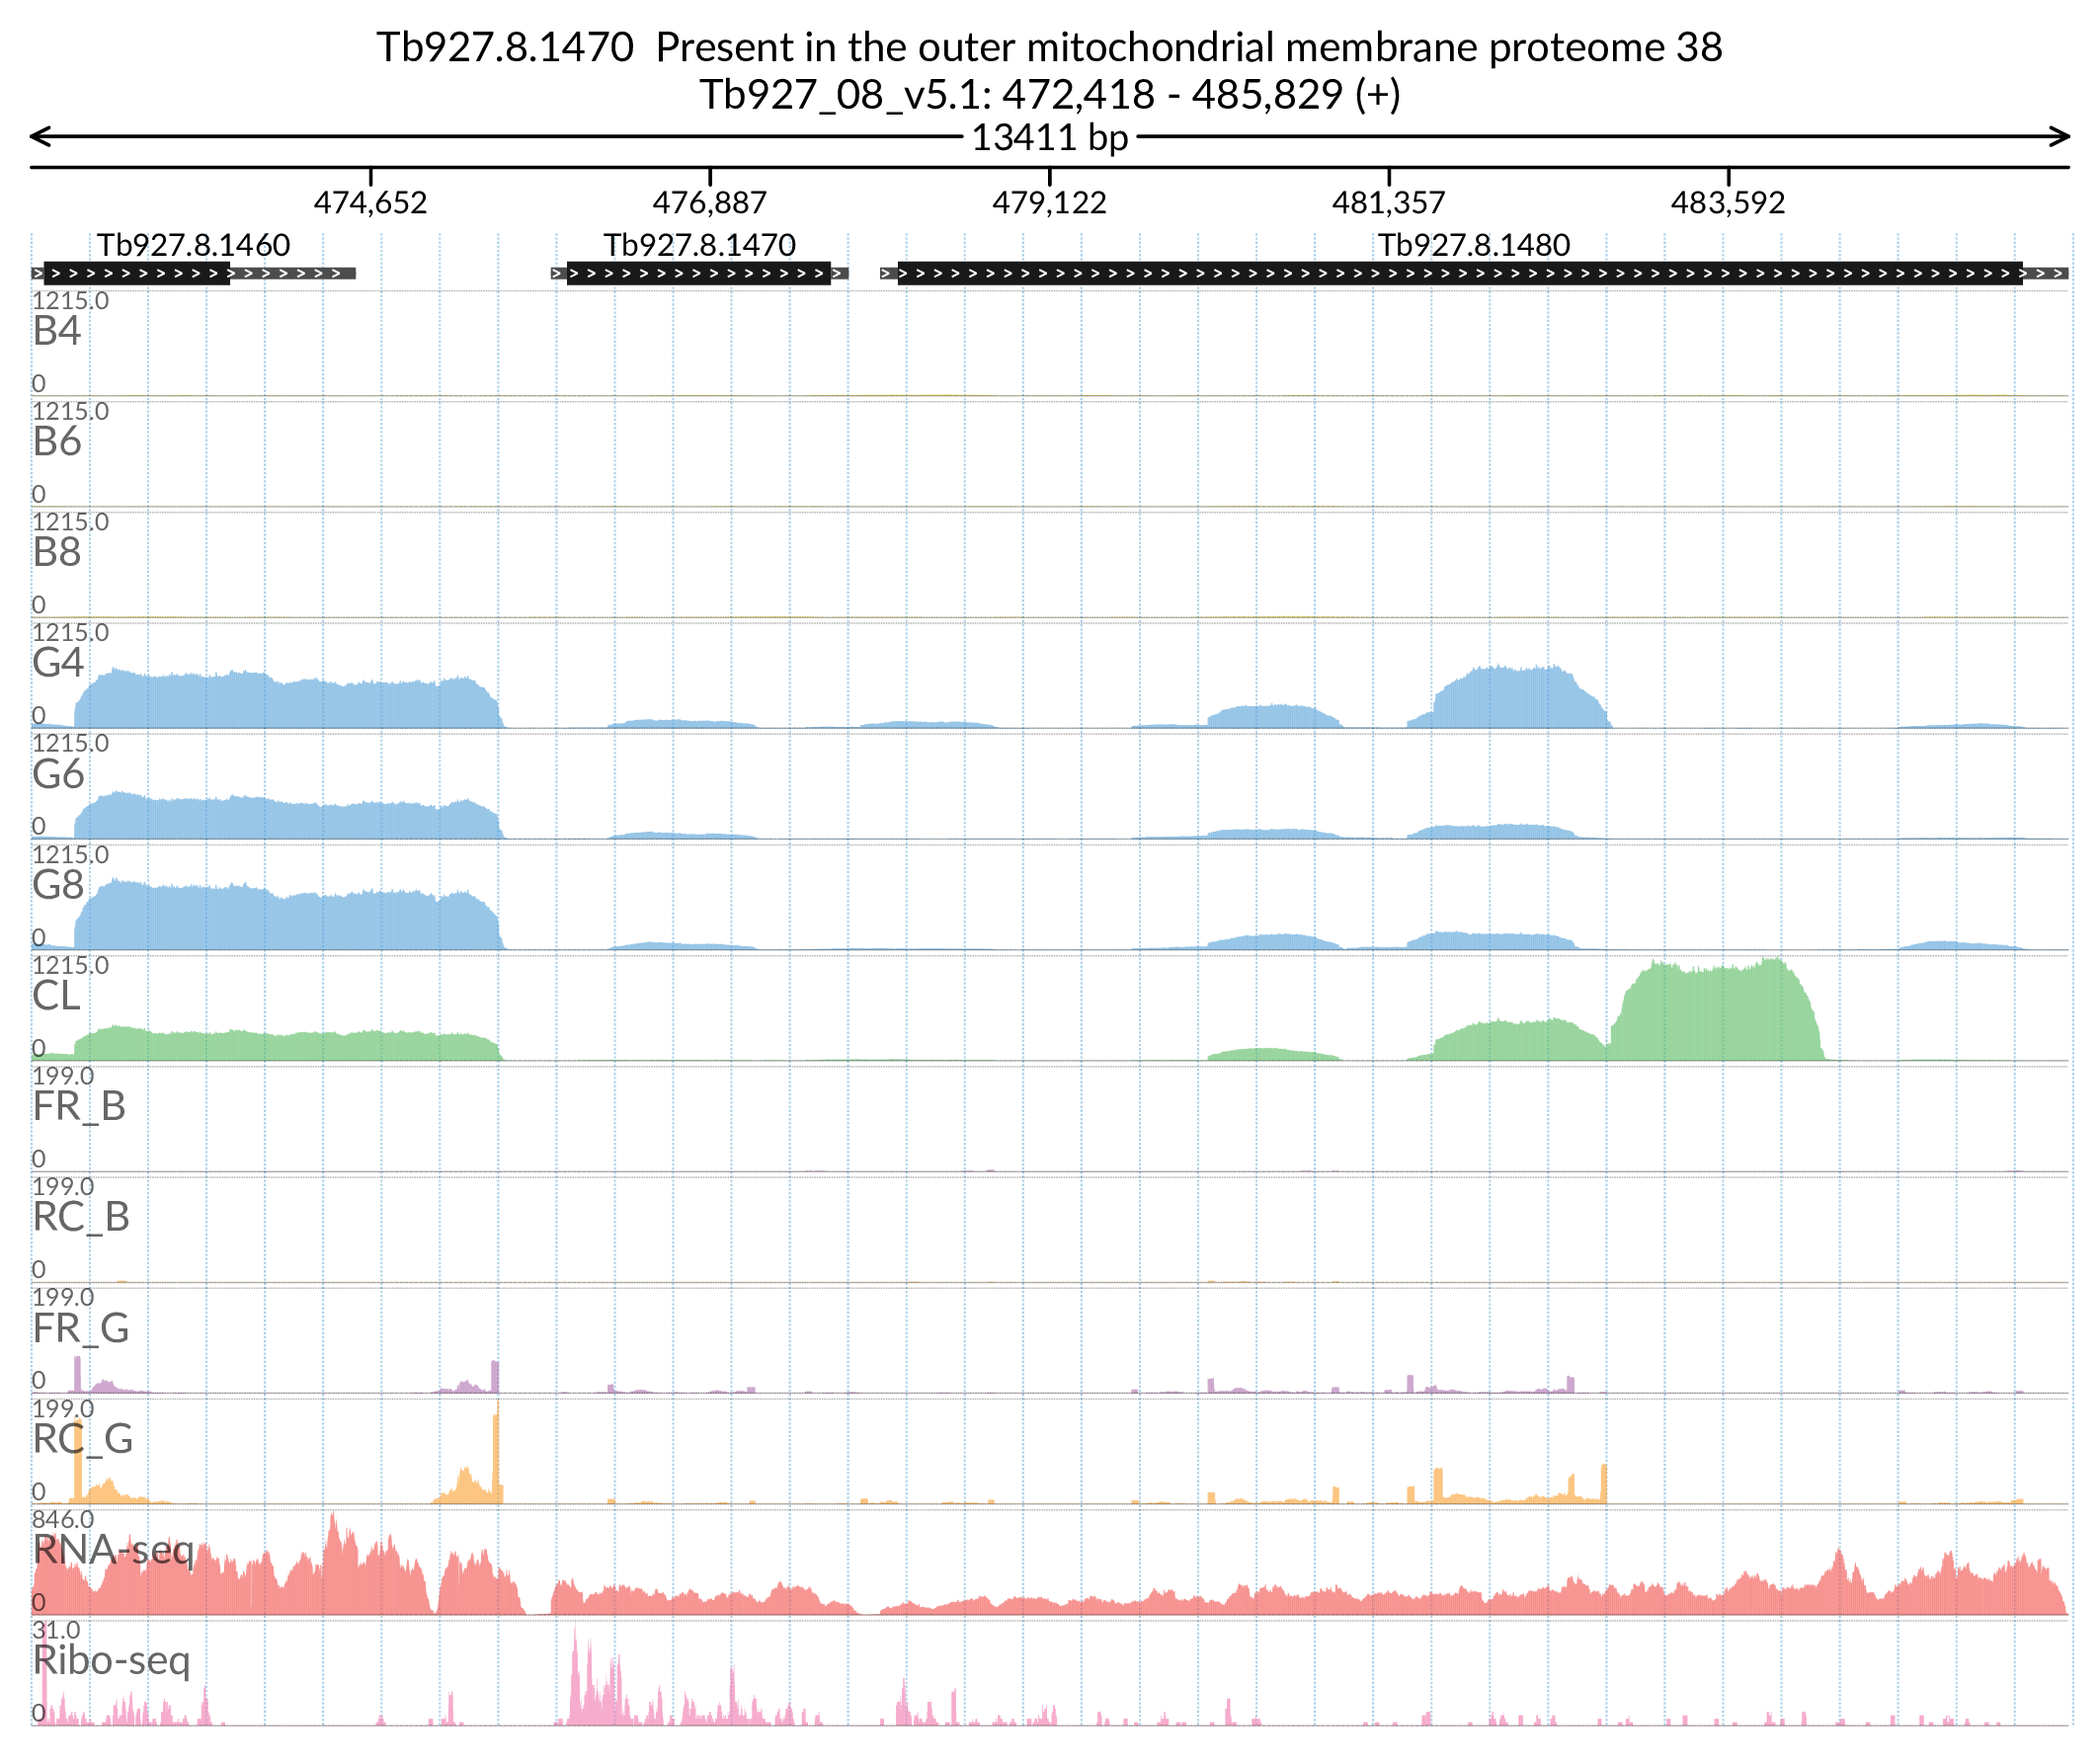 Tb927.8.1470  Present in the outer mitochondrial membrane proteome 38
Tb927_08_v5.1: 472,418 - 485,829 (+)
13411 bp
474,652 476,887 479,122 481,357 483,592
Tb927.8.1460 Tb927.8.1470 Tb927.8.1480
1215.0
B4
0
1215.0
B6
0
1215.0
B8
0
1215.0
G4
0
1215.0
G6
0
1215.0
G8
0
1215.0
CL
0
199.0
FR_B
0
199.0
RC_B
0
199.0
FR_G
0
199.0
RC_G
0
846.0
RNA-seq
0
31.0
Ribo-seq
0